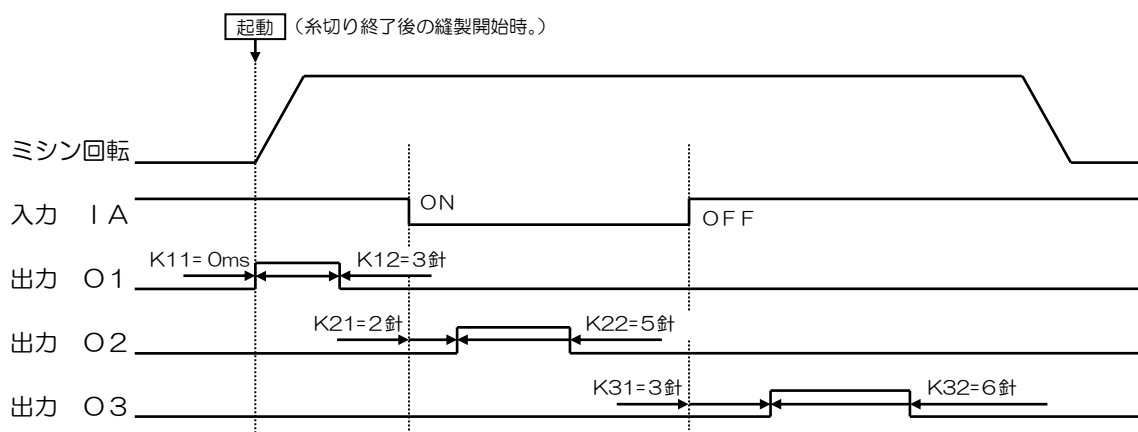 起動 (糸切り終了後の縫製開始時。)
ミシン回転
入力 IA
ON
OFF
K11=0ms
K12=3針
出力 O1
K21=2針
K22=5針
出力 O2
K31=3針
K32=6針
出力 O3